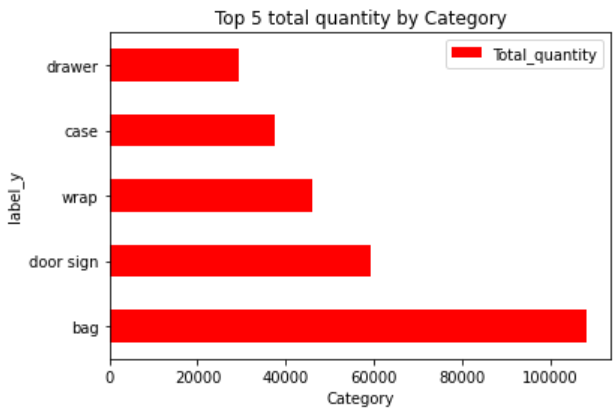 Top 5 total quantity by Category
Total_quantity
drawer
case
wrap
door sign
bag
label_y
0 20000 40000 60000 80000 100000
Category